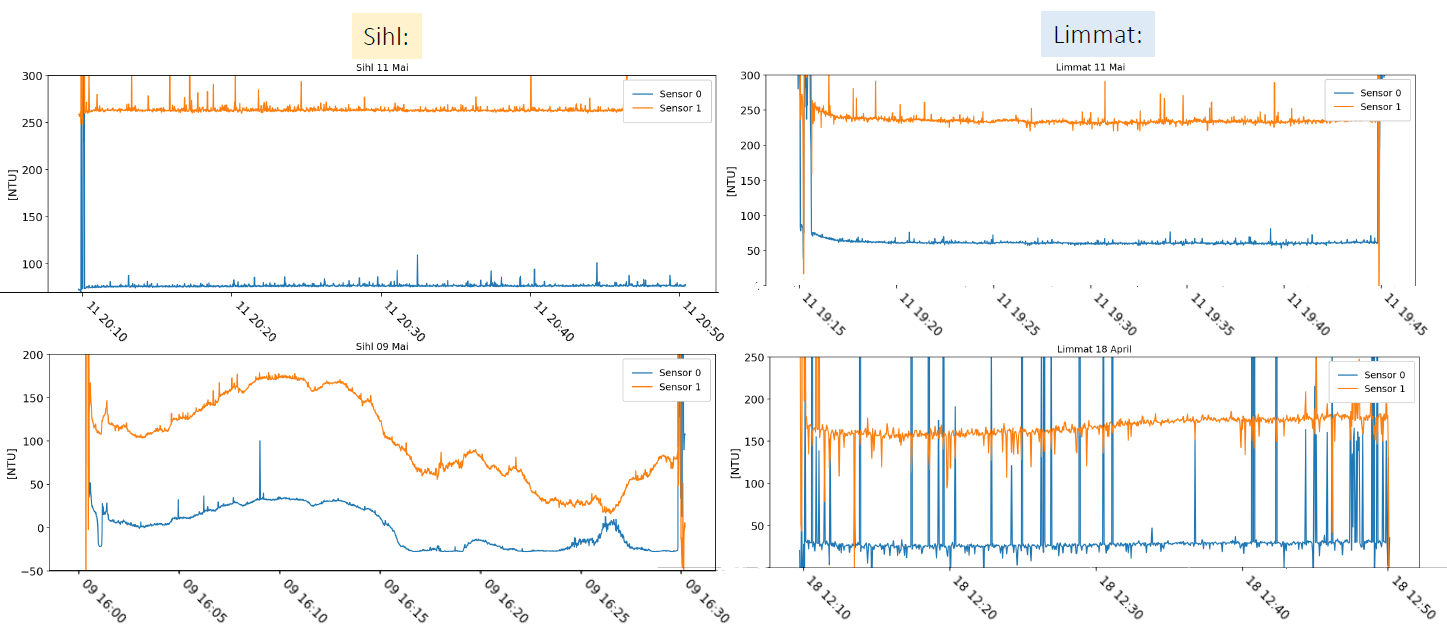 Sihl:
Limmat:
Sihl 11 Mai
300
250
200
150
100
[NTU]
Sensor 0
Sensor 1
11 20:10
11 20:20
11 20:30
11 20:40
11 20:50
Limmat 11 Mai
300
250
200
150
100
50
[NTU]
Sensor 0
Sensor 1
11 19:15
11 19:20
11 19:25
11 19:30
11 19:35
11 19:40
11 19:45
Sihl 09 Mai
200
150
100
50
0
−50
[NTU]
Sensor 0
Sensor 1
09 16:00
09 16:05
09 16:10
09 16:15
09 16:20
09 16:25
09 16:30
Limmat 18 April
250
200
150
100
50
[NTU]
Sensor 0
Sensor 1
18 12:10
18 12:20
18 12:30
18 12:40
18 12:50